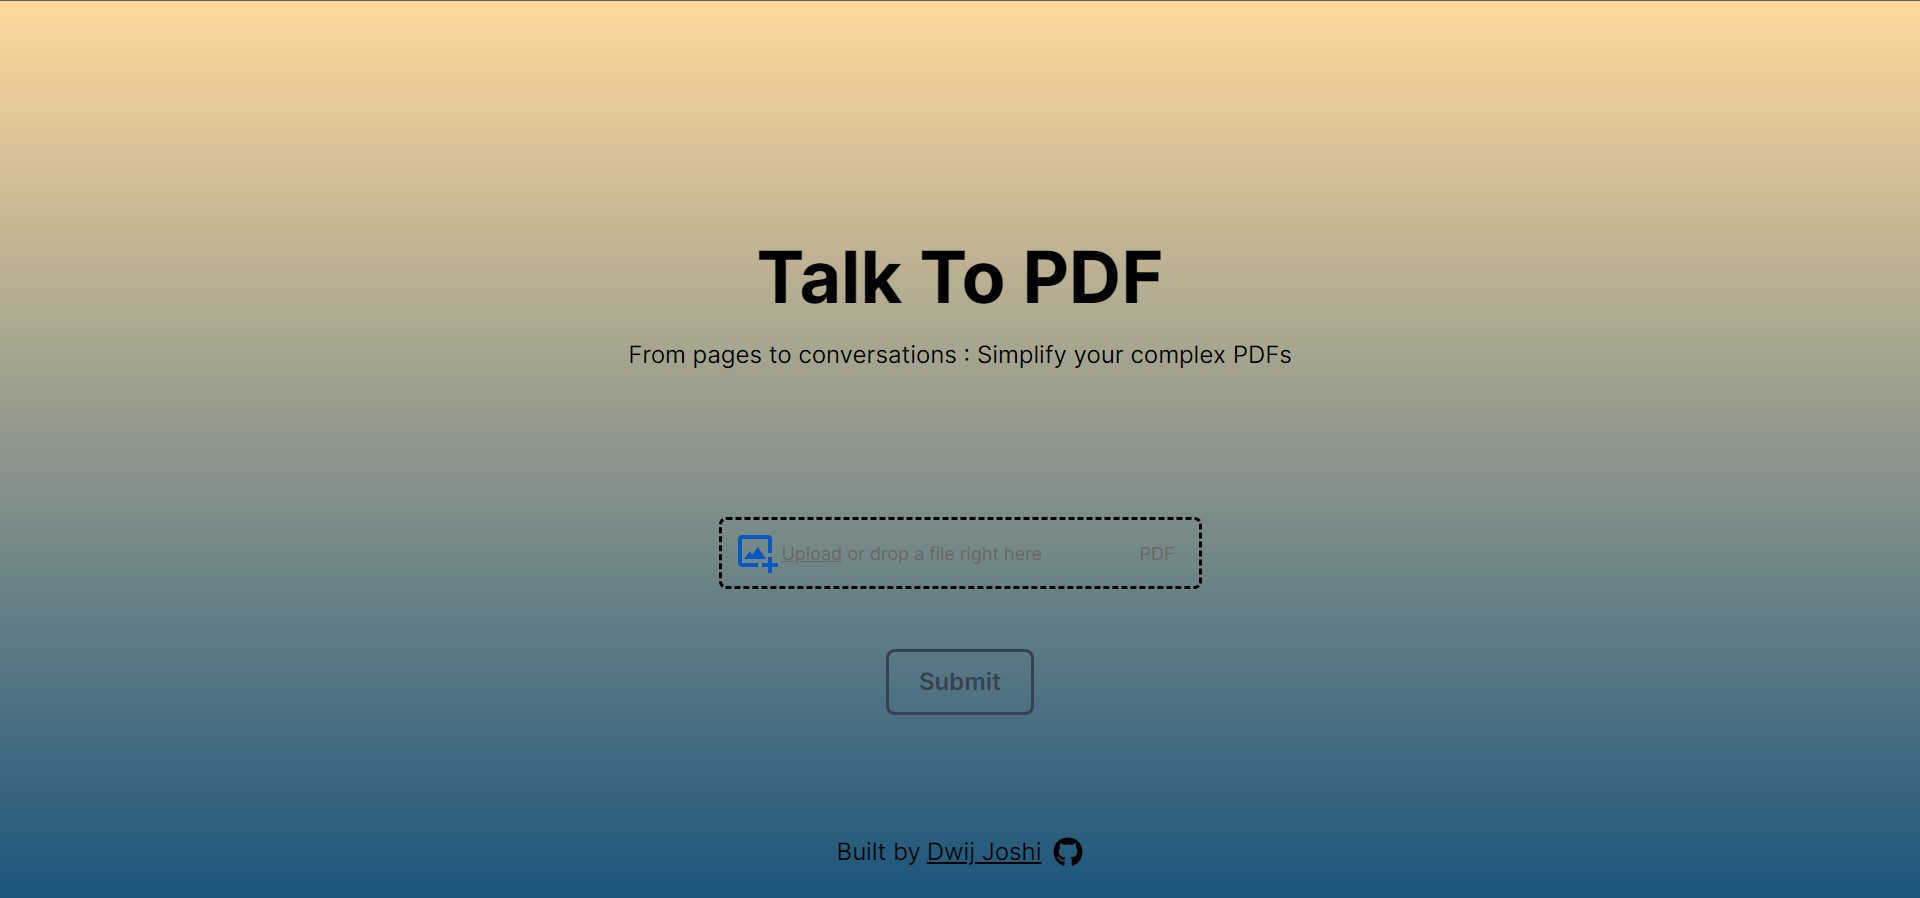 Talk To PDF
From pages to conversations : Simplify your complex PDFs
Upload or drop a file right here PDF
Submit
Built by Dwij Joshi